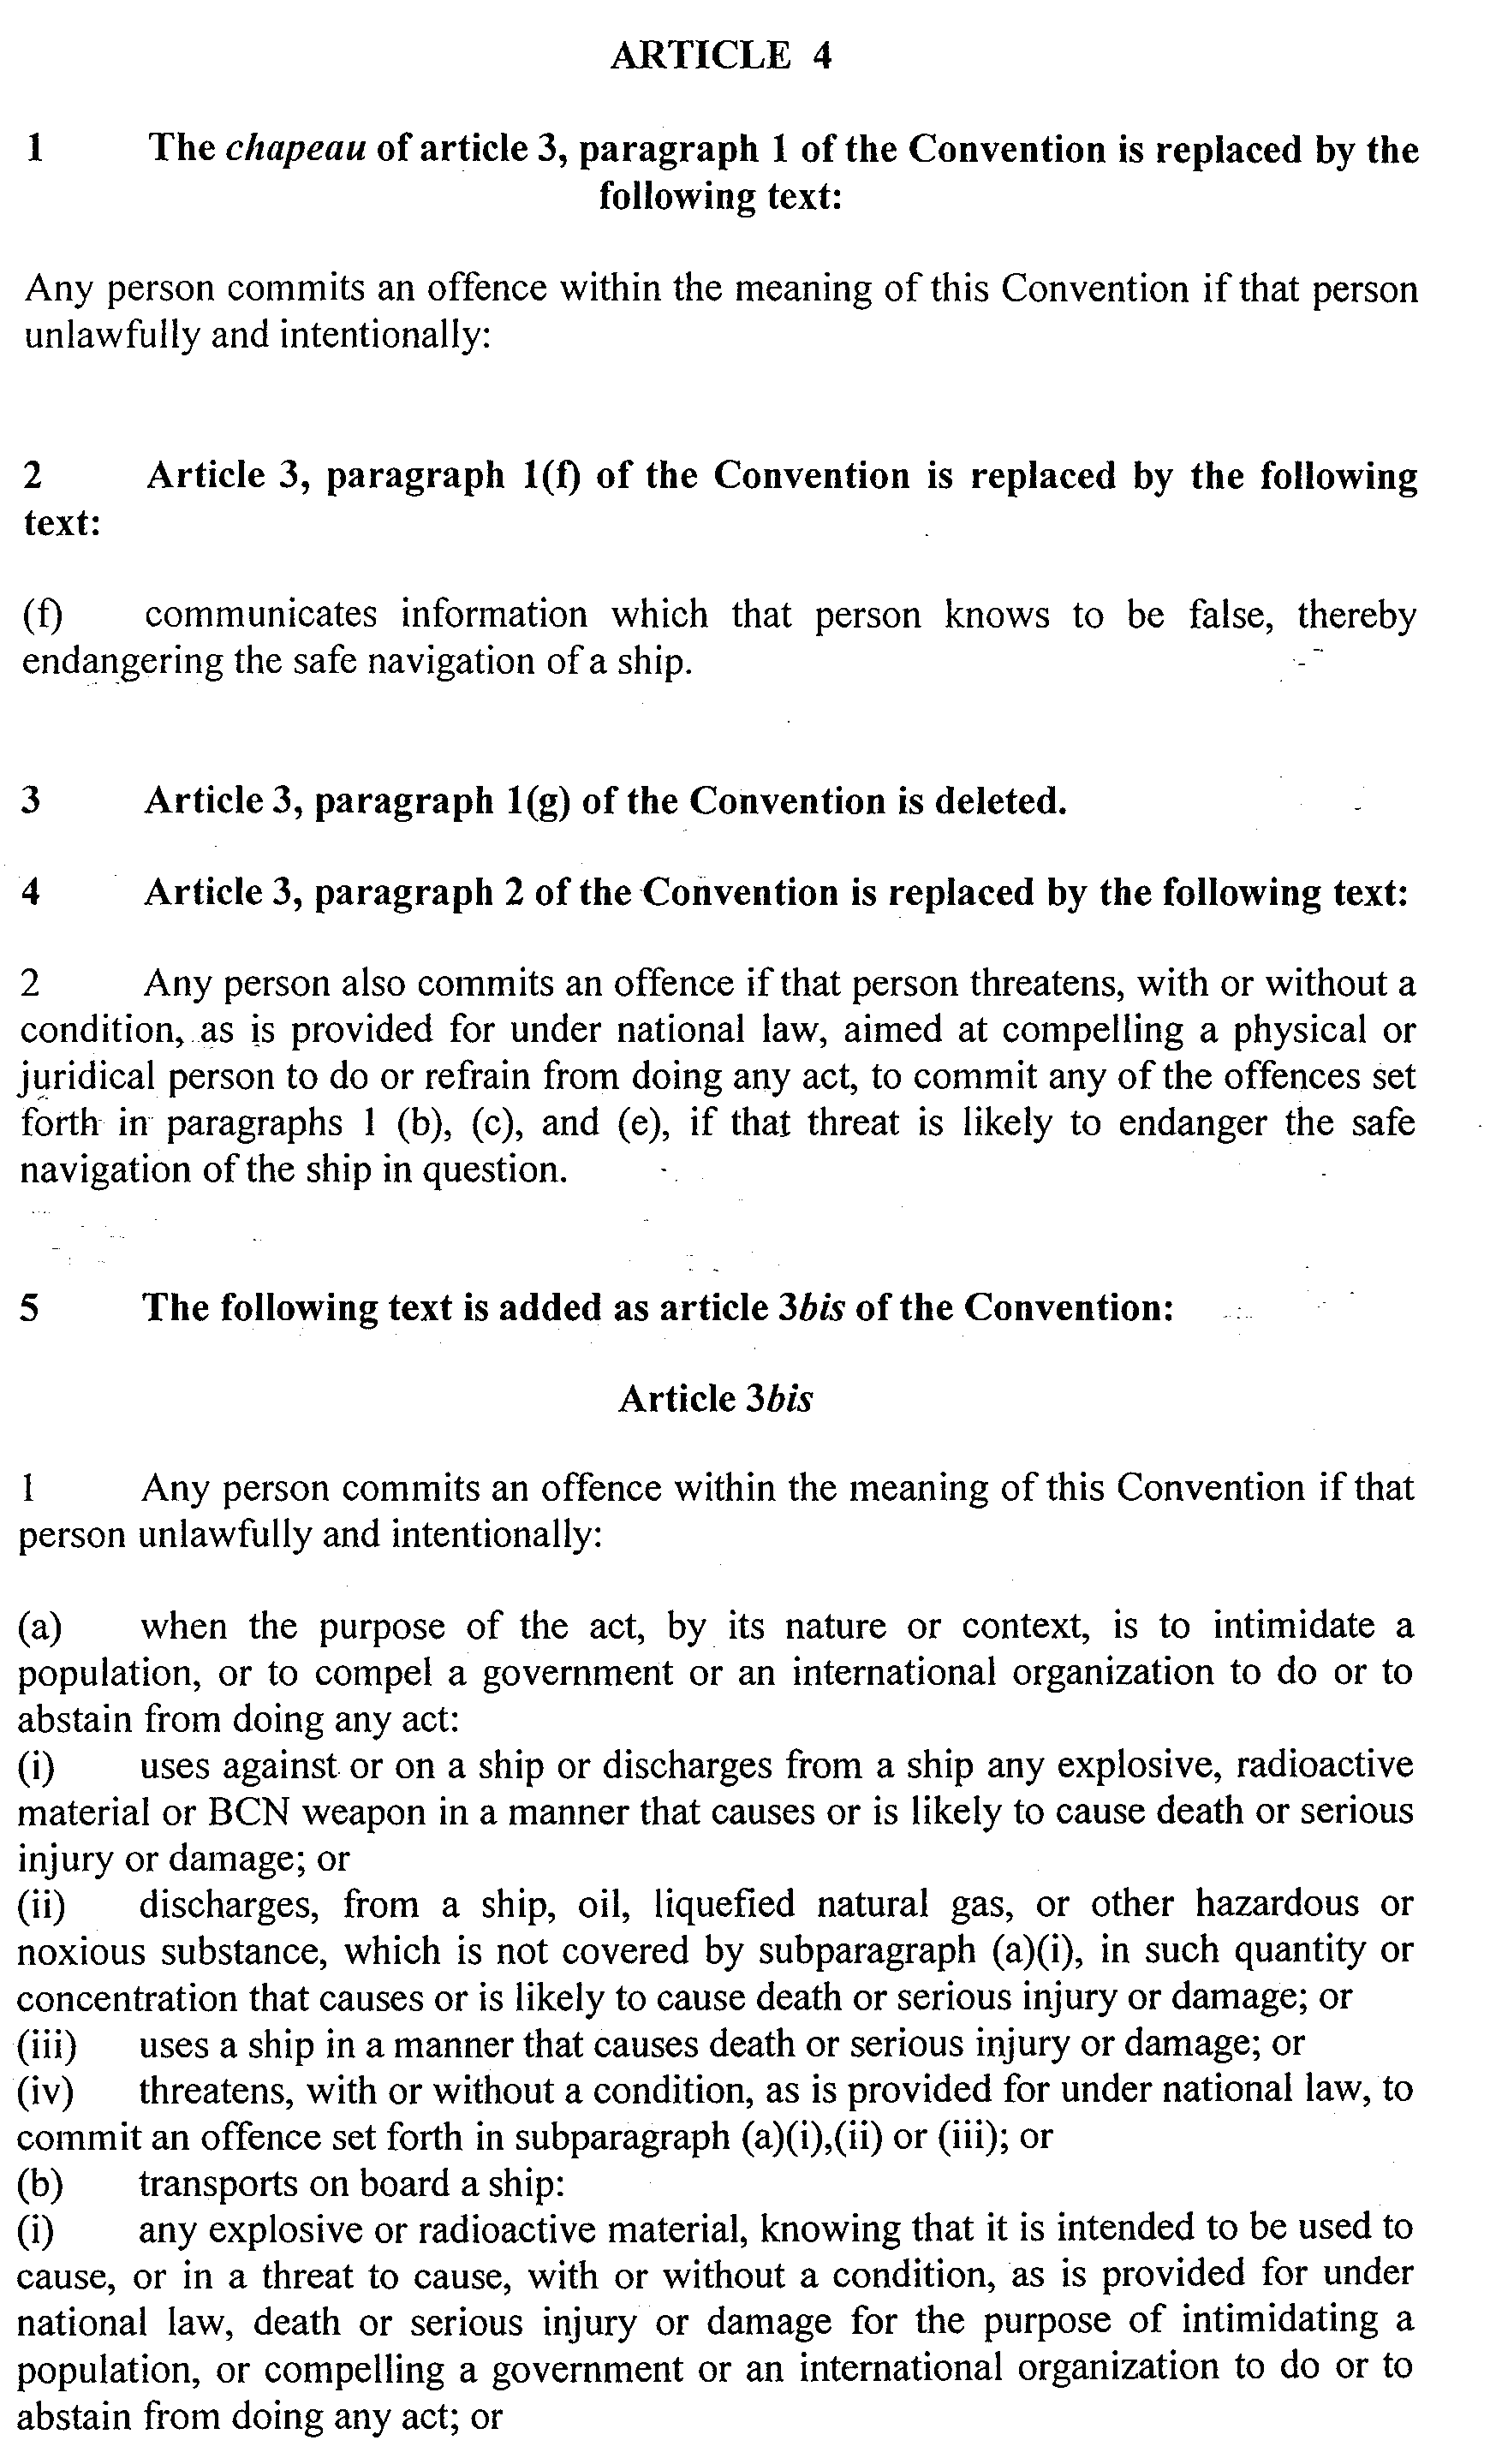 ARTICLE 4
1 The chapeau of article 3, paragraph 1 of the Convention is replaced by the
following text:
Any person commits an offence within the meaning of this Convention if that person
unlawfully and intentionally:
2 Article 3, paragraph 1(f) of the Convention is replaced by the following
text:
(f) communicates information which that person knows to be false, thereby
endangering the safe navigation of a ship.
3 Article 3, paragraph 1(g) of the Convention is deleted.
4 Article 3, paragraph 2 of the Convention is replaced by the following text:
2 Any person also commits an offence if that person threatens, with or without a
condition, as is provided for under national law, aimed at compelling a physical or
juridical person to do or refrain from doing any act, to commit any of the offences set
forth in paragraphs 1 (b), (c), and (e), if that threat is likely to endanger the safe
navigation of the ship in question.
5 The following text is added as article 3bis of the Convention:
Article 3bis
1 Any person commits an offence within the meaning of this Convention if that
person unlawfully and intentionally:
(a) when the purpose of the act, by its nature or context, is to intimidate a
population, or to compel a government or an international organization to do or to
abstain from doing any act:
(i) uses against or on a ship or discharges from a ship any explosive, radioactive
material or BCN weapon in a manner that causes or is likely to cause death or serious
injury or damage; or
(ii) discharges, from a ship, oil, liquefied natural gas, or other hazardous or
noxious substance, which is not covered by subparagraph (a)(i), in such quantity or
concentration that causes or is likely to cause death or serious injury or damage; or
(iii) uses a ship in a manner that causes death or serious injury or damage; or
(iv) threatens, with or without a condition, as is provided for under national law, to
commit an offence set forth in subparagraph (a)(i),(ii) or (iii); or
(b) transports on board a ship:
(i) any explosive or radioactive material, knowing that it is intended to be used to
cause, or in a threat to cause, with or without a condition, as is provided for under
national law, death or serious injury or damage for the purpose of intimidating a
population, or compelling a government or an international organization to do or to
abstain from doing any act; or